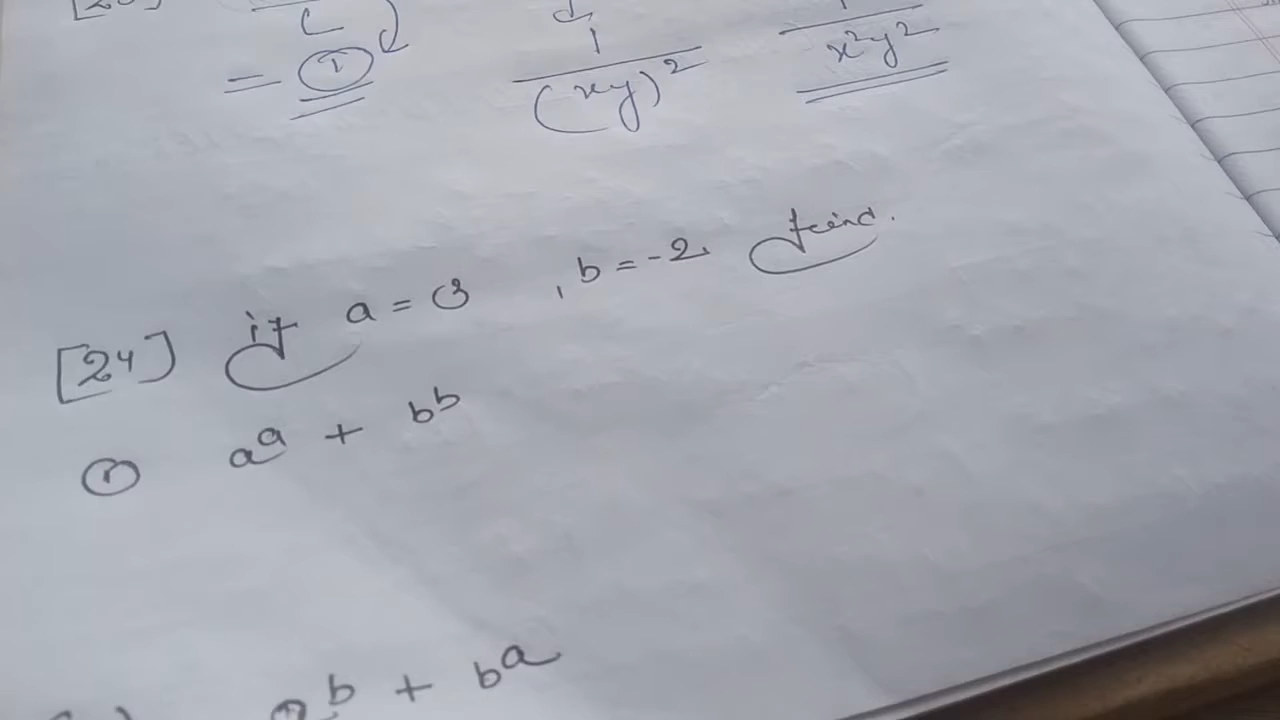 = 1
1/(xy)²
x²y²
[24] if a = 3 , b = -2, find.
① aᵃ + bᵇ
aᵇ + bᵃ